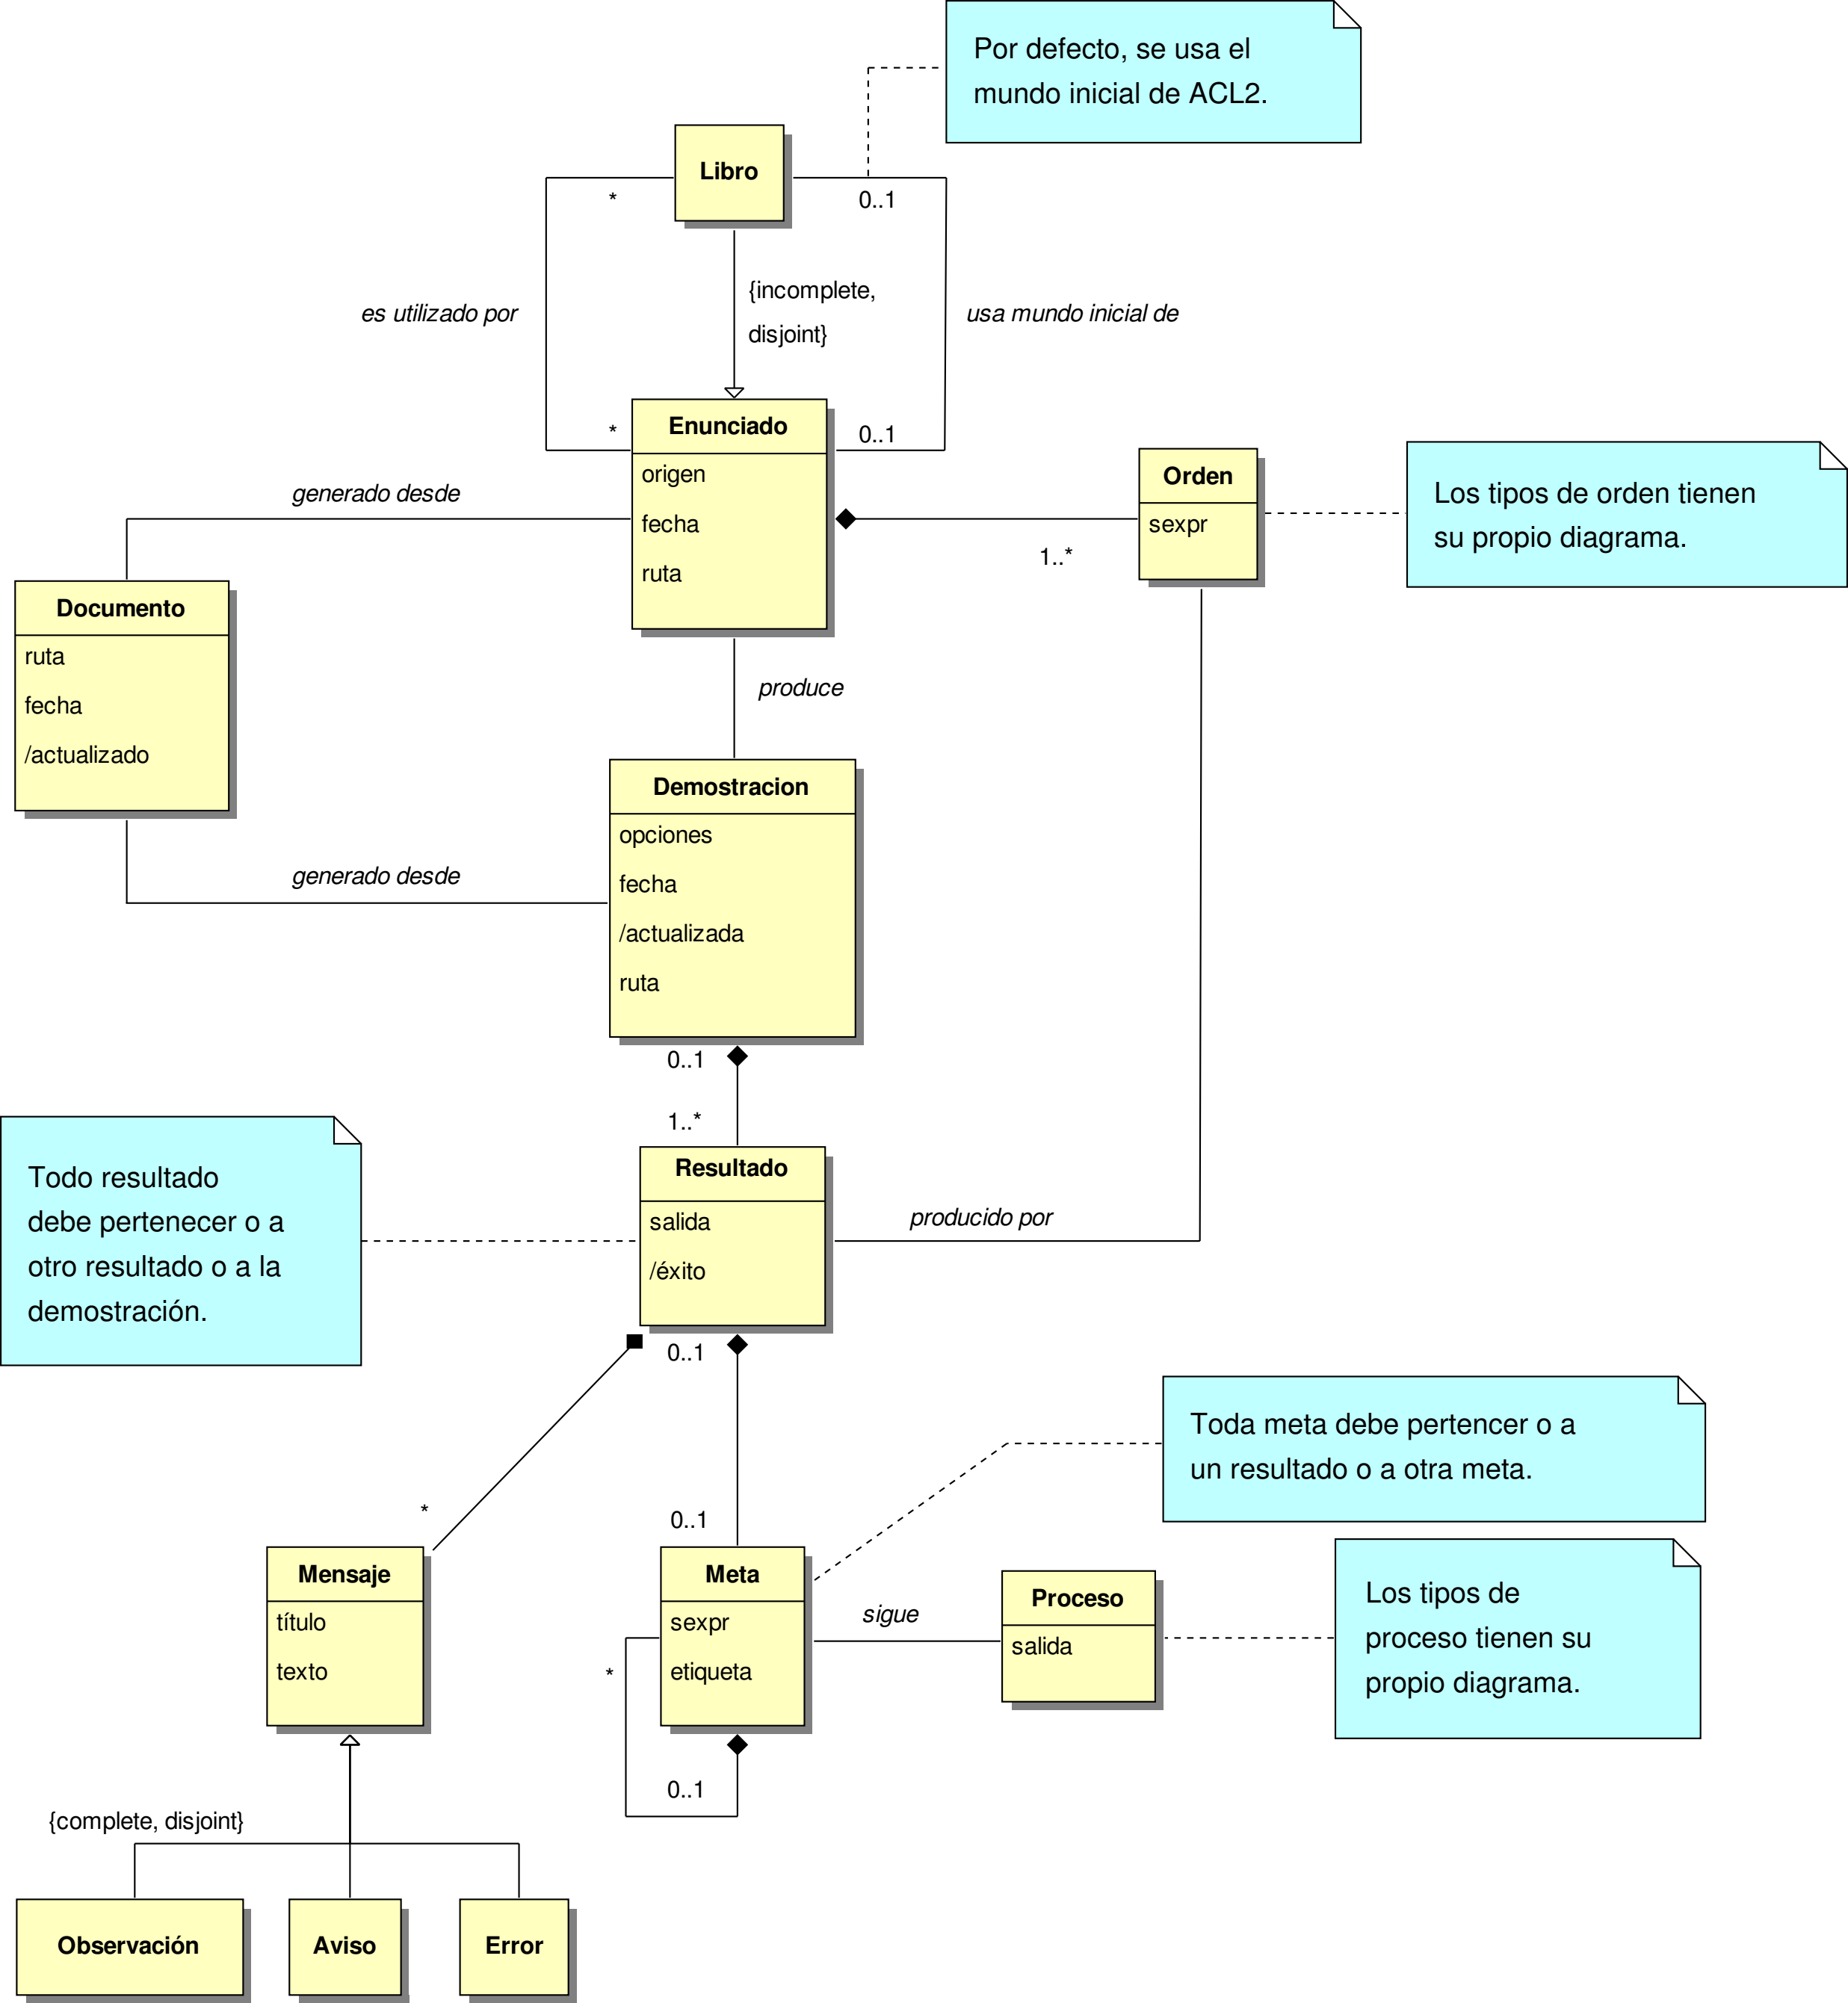 Por defecto, se usa el
mundo inicial de ACL2.
Libro
*
0..1
{incomplete,
disjoint}
es utilizado por
usa mundo inicial de
*
0..1
Enunciado
origen
fecha
ruta
generado desde
Orden
sexpr
1..*
Los tipos de orden tienen
su propio diagrama.
Documento
ruta
fecha
/actualizado
produce
Demostracion
opciones
fecha
/actualizada
ruta
generado desde
0..1
1..*
Todo resultado
debe pertenecer o a
otro resultado o a la
demostración.
Resultado
salida
/éxito
producido por
0..1
Toda meta debe pertencer o a
un resultado o a otra meta.
*
0..1
Mensaje
título
texto
Meta
sexpr
etiqueta
sigue
Proceso
salida
Los tipos de
proceso tienen su
propio diagrama.
*
0..1
{complete, disjoint}
Observación
Aviso
Error